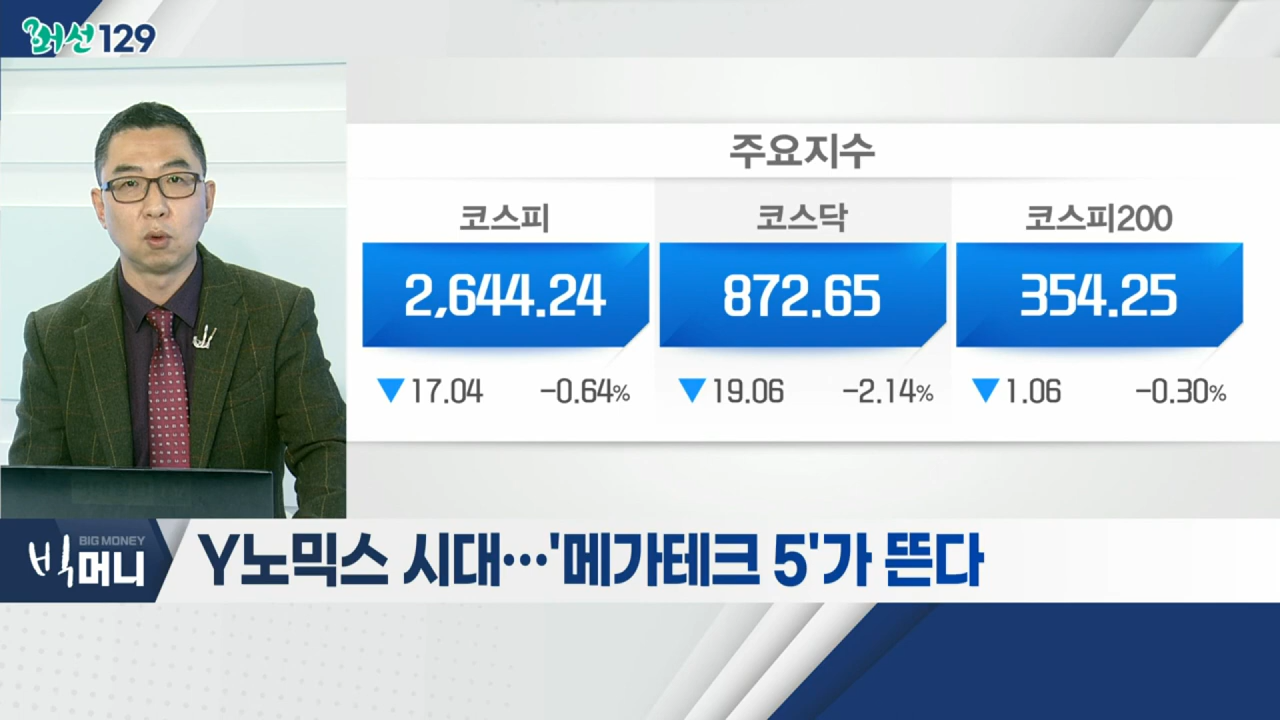 머선129
주요지수
코스피
코스닥
코스피200
2,644.24
872.65
354.25
▼17.04 -0.64%
▼19.06 -2.14%
▼1.06 -0.30%
BIG MONEY
빅머니
Y노믹스 시대…'메가테크 5'가 뜬다